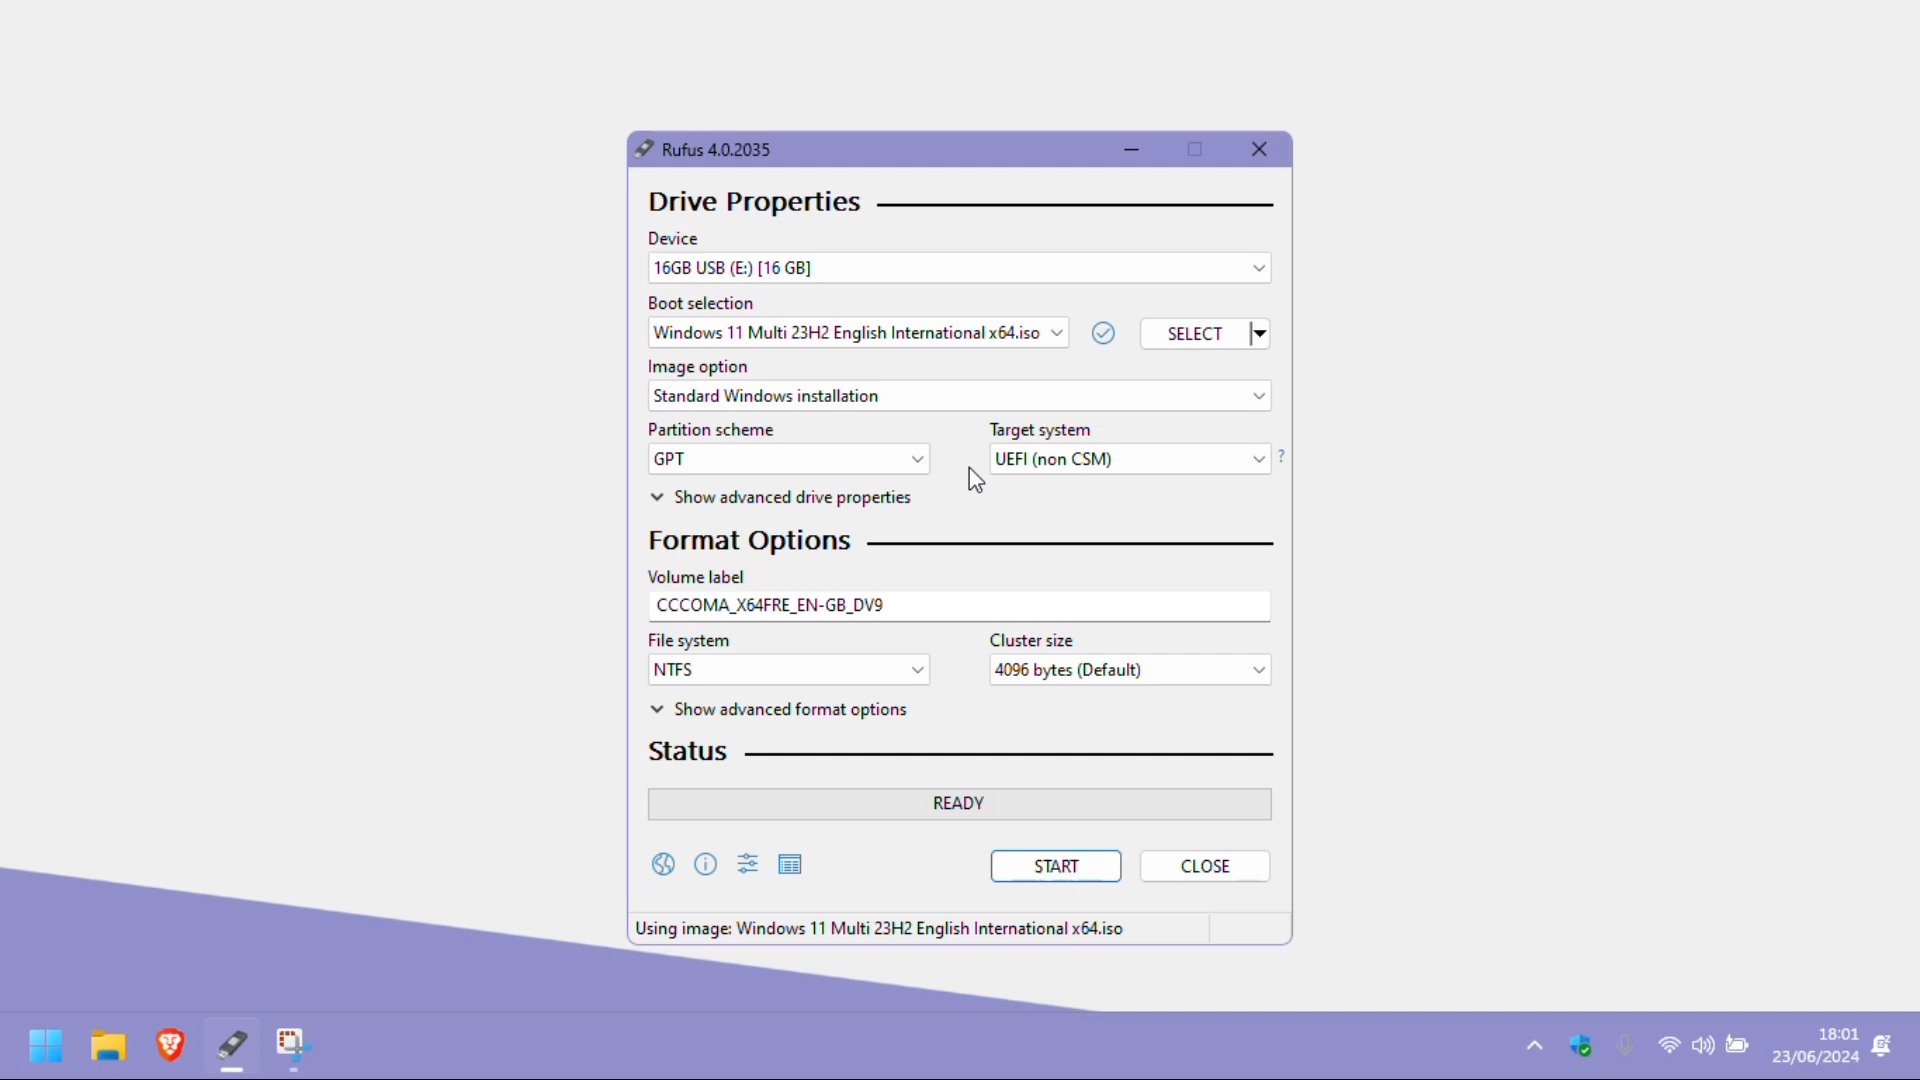 Rufus 4.0.2035
Drive Properties
Device
16GB USB (E:) [16 GB]
Boot selection
Windows 11 Multi 23H2 English International x64.iso
SELECT
Image option
Standard Windows installation
Partition scheme
Target system
GPT
UEFI (non CSM)
?
Show advanced drive properties
Format Options
Volume label
CCCOMA_X64FRE_EN-GB_DV9
File system
Cluster size
NTFS
4096 bytes (Default)
Show advanced format options
Status
READY
START
CLOSE
Using image: Windows 11 Multi 23H2 English International x64.iso
18:01
23/06/2024